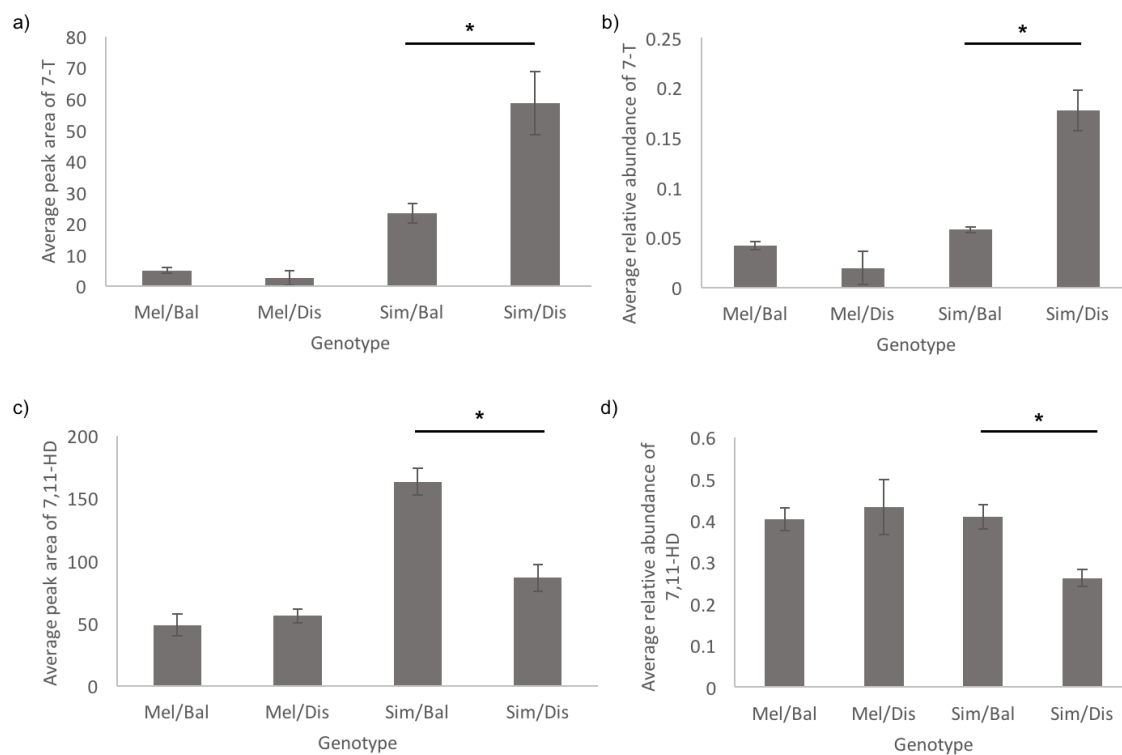 a)
*
Average peak area of 7-T
80
70
60
50
40
30
20
10
0
Mel/Bal Mel/Dis Sim/Bal Sim/Dis
Genotype
b)
*
Average relative abundance of 7-T
0.25
0.2
0.15
0.1
0.05
0
Mel/Bal Mel/Dis Sim/Bal Sim/Dis
Genotype
c)
*
Average peak area of 7,11-HD
200
150
100
50
0
Mel/Bal Mel/Dis Sim/Bal Sim/Dis
Genotype
d)
*
Average relative abundance of
7,11-HD
0.6
0.5
0.4
0.3
0.2
0.1
0
Mel/Bal Mel/Dis Sim/Bal Sim/Dis
Genotype